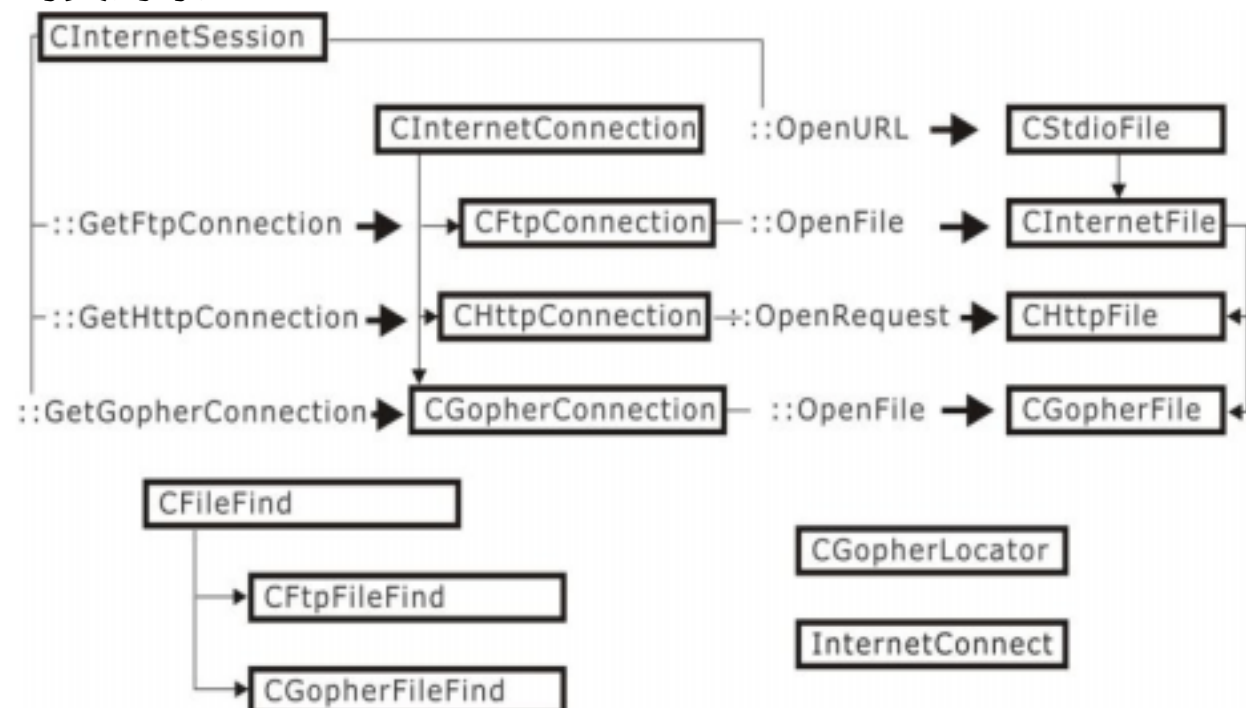 CInternetSession
CInternetConnection ::OpenURL CStdioFile
::GetFtpConnection CFtpConnection ::OpenFile CInternetFile
::GetHttpConnection CHttpConnection ::OpenRequest CHttpFile
::GetGopherConnection CGopherConnection ::OpenFile CGopherFile
CFileFind
CGopherLocator
CFtpFileFind
InternetConnect
CGopherFileFind